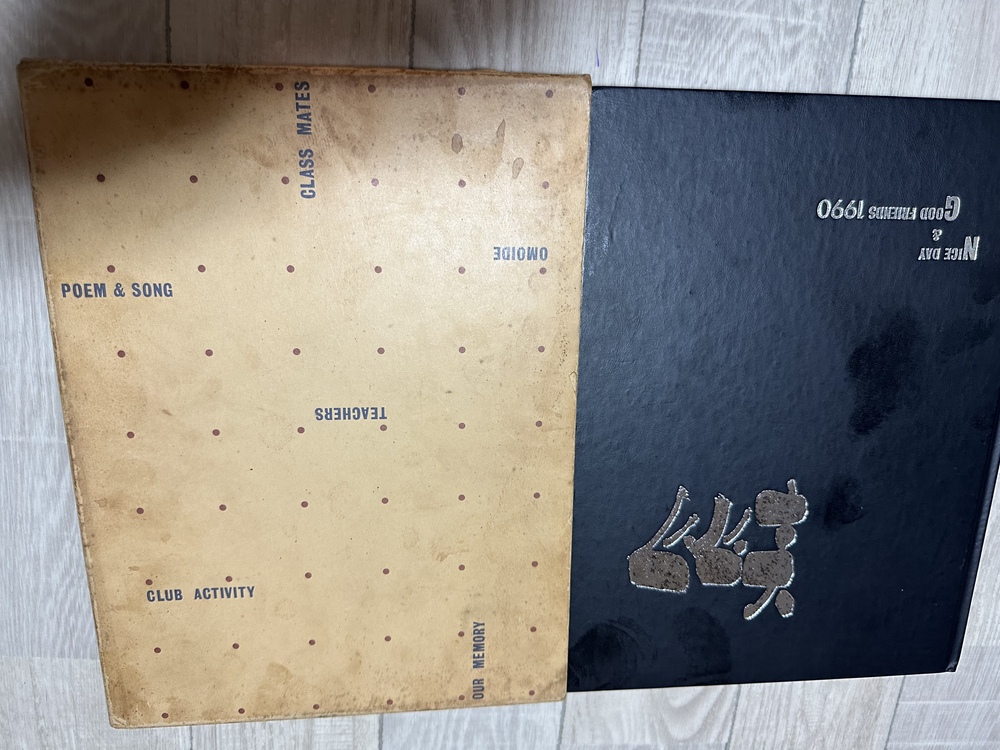 CLASS MATES
OMOIDE
POEM & SONG
TEACHERS
CLUB ACTIVITY
OUR MEMORY
NICE DAY
&
GOOD FRIENDS 1990